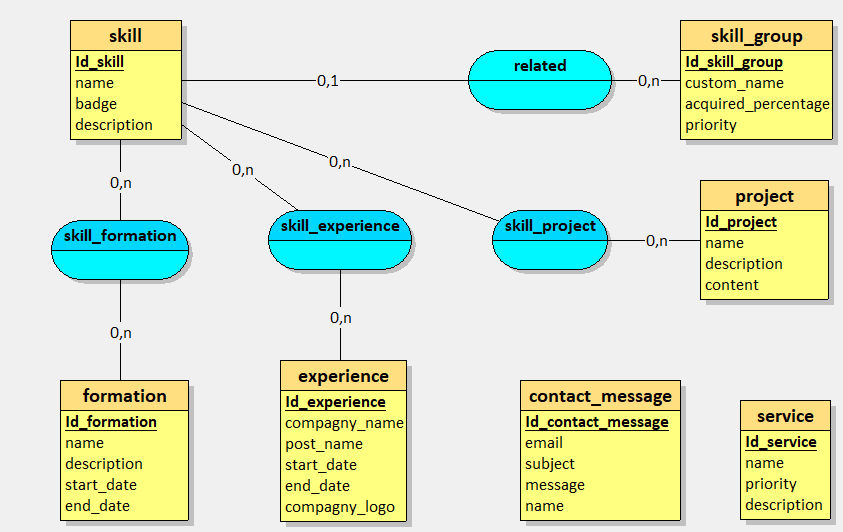 skill
Id_skill
name
badge
description
0,1
related
0,n
skill_group
Id_skill_group
custom_name
acquired_percentage
priority
0,n
0,n
0,n
skill_formation
skill_experience
skill_project
0,n
project
Id_project
name
description
content
0,n
0,n
formation
Id_formation
name
description
start_date
end_date
experience
Id_experience
compagny_name
post_name
start_date
end_date
compagny_logo
contact_message
Id_contact_message
email
subject
message
name
service
Id_service
name
priority
description